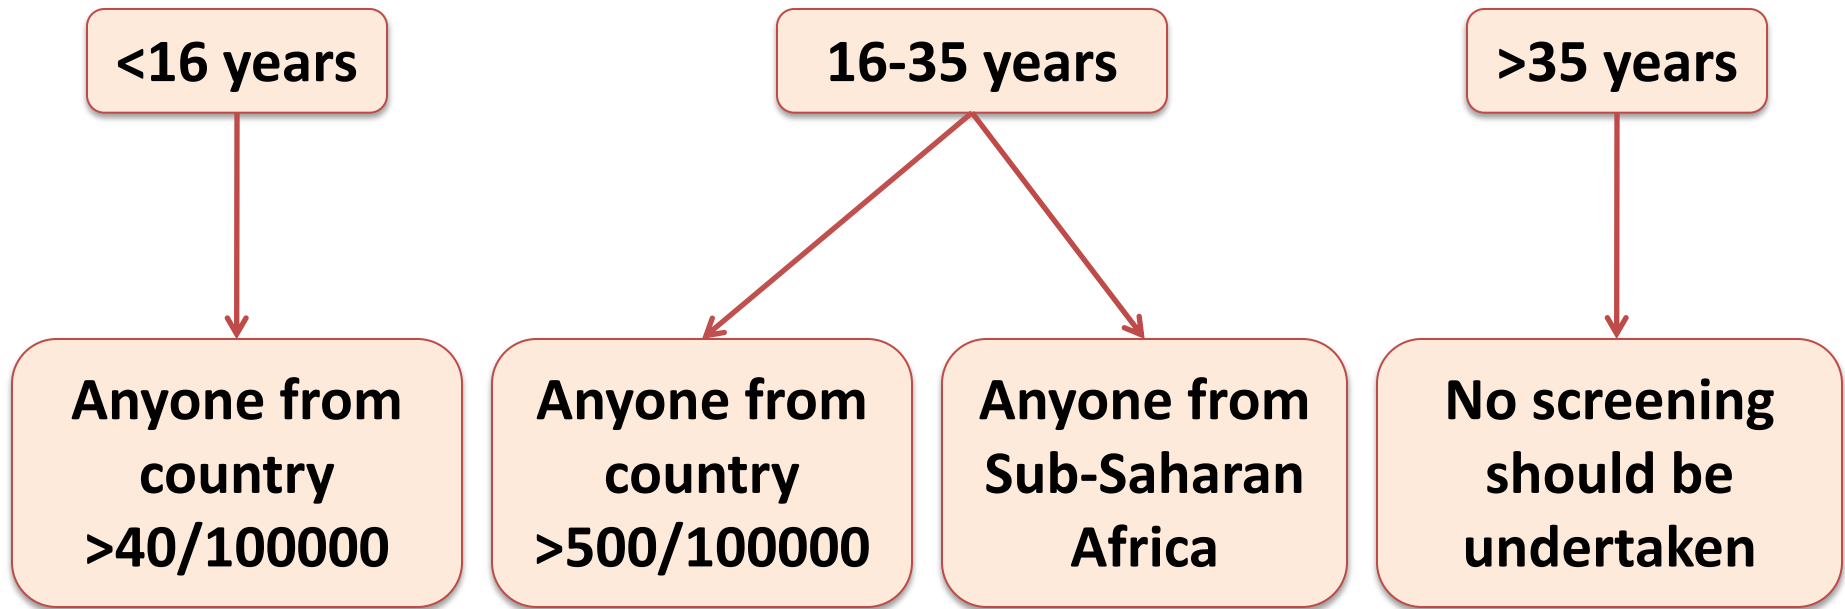 <16 years
16-35 years
>35 years
Anyone from
country
>40/100000
Anyone from
country
>500/100000
Anyone from
Sub-Saharan
Africa
No screening
should be
undertaken